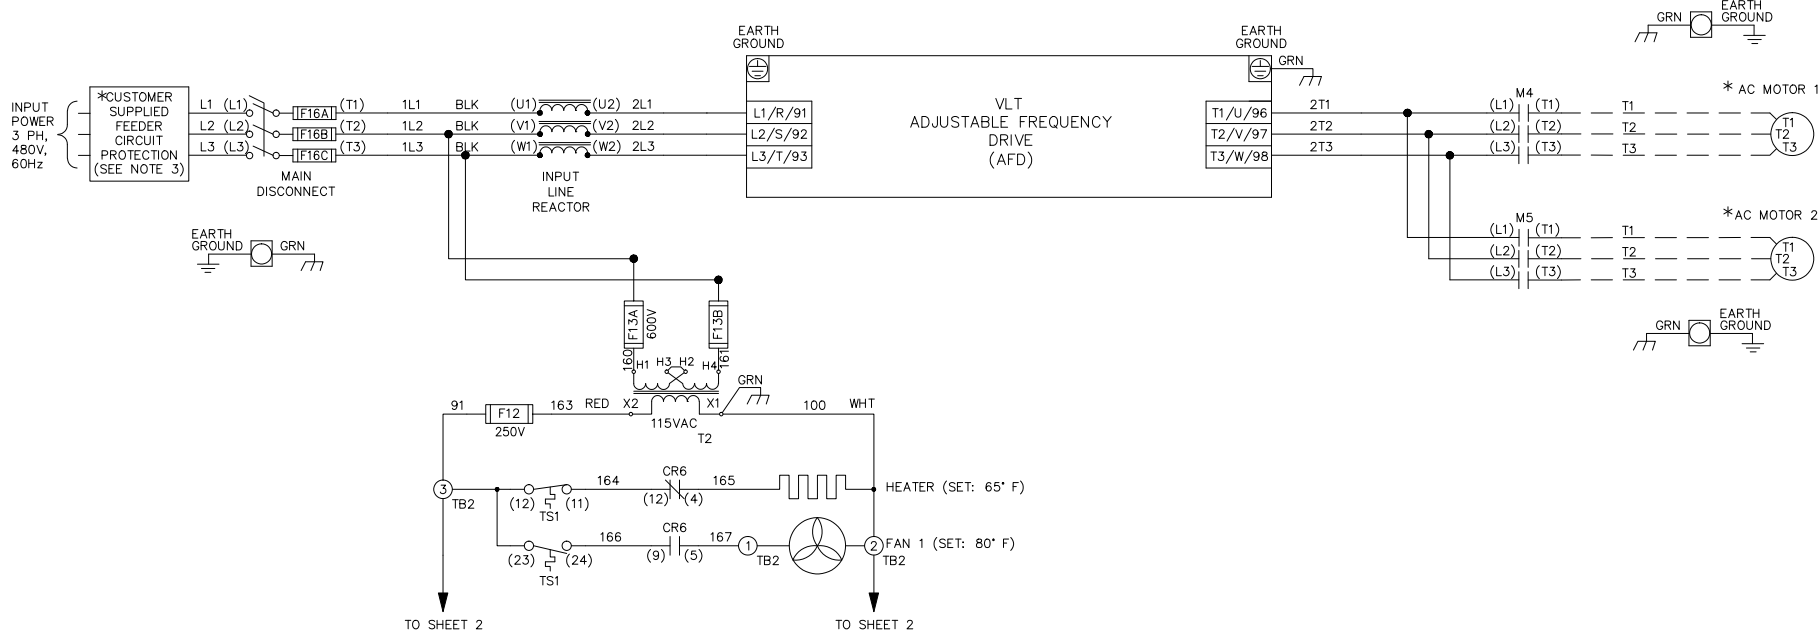 INPUT
POWER
3 PH,
480V,
60Hz
*CUSTOMER
SUPPLIED
FEEDER
CIRCUIT
PROTECTION
(SEE NOTE 3)
L1 (L1) F16A (T1) 1L1 BLK (U1) (U2) 2L1
L2 (L2) F16B (T2) 1L2 BLK (V1) (V2) 2L2
L3 (L3) F16C (T3) 1L3 BLK (W1) (W2) 2L3
MAIN
DISCONNECT
INPUT
LINE
REACTOR
EARTH
GROUND
GRN
EARTH
GROUND
L1/R/91
L2/S/92
L3/T/93
VLT
ADJUSTABLE FREQUENCY
DRIVE
(AFD)
EARTH
GROUND
GRN
T1/U/96
T2/V/97
T3/W/98
2T1
2T2
2T3
GRN
EARTH
GROUND
* AC MOTOR 1
M4
(L1) (T1) T1
(L2) (T2) T2
(L3) (T3) T3
T1
T2
T3
*AC MOTOR 2
M5
(L1) (T1) T1
(L2) (T2) T2
(L3) (T3) T3
T1
T2
T3
GRN
EARTH
GROUND
F13A
600V
F13B
160
H1
H3 H2
H4
161
GRN
91 F12 163 RED X2 X1 100 WHT
250V
115VAC
T2
3
TB2
(12) (11)
TS1
164
CR6
(12) (4)
165
HEATER (SET: 65° F)
(23) (24)
TS1
166
CR6
(9) (5)
167
1
TB2
2
TB2
FAN 1 (SET: 80° F)
TO SHEET 2
TO SHEET 2